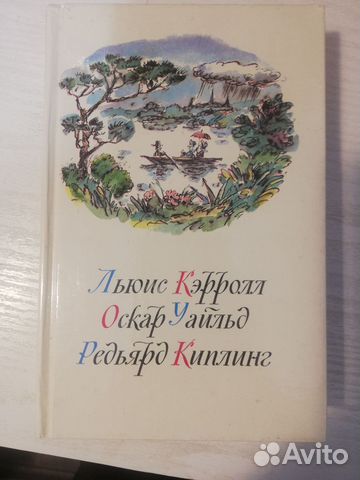 Льюис Кэрролл
Оскар Уайльд
Редьярд Киплинг
Avito